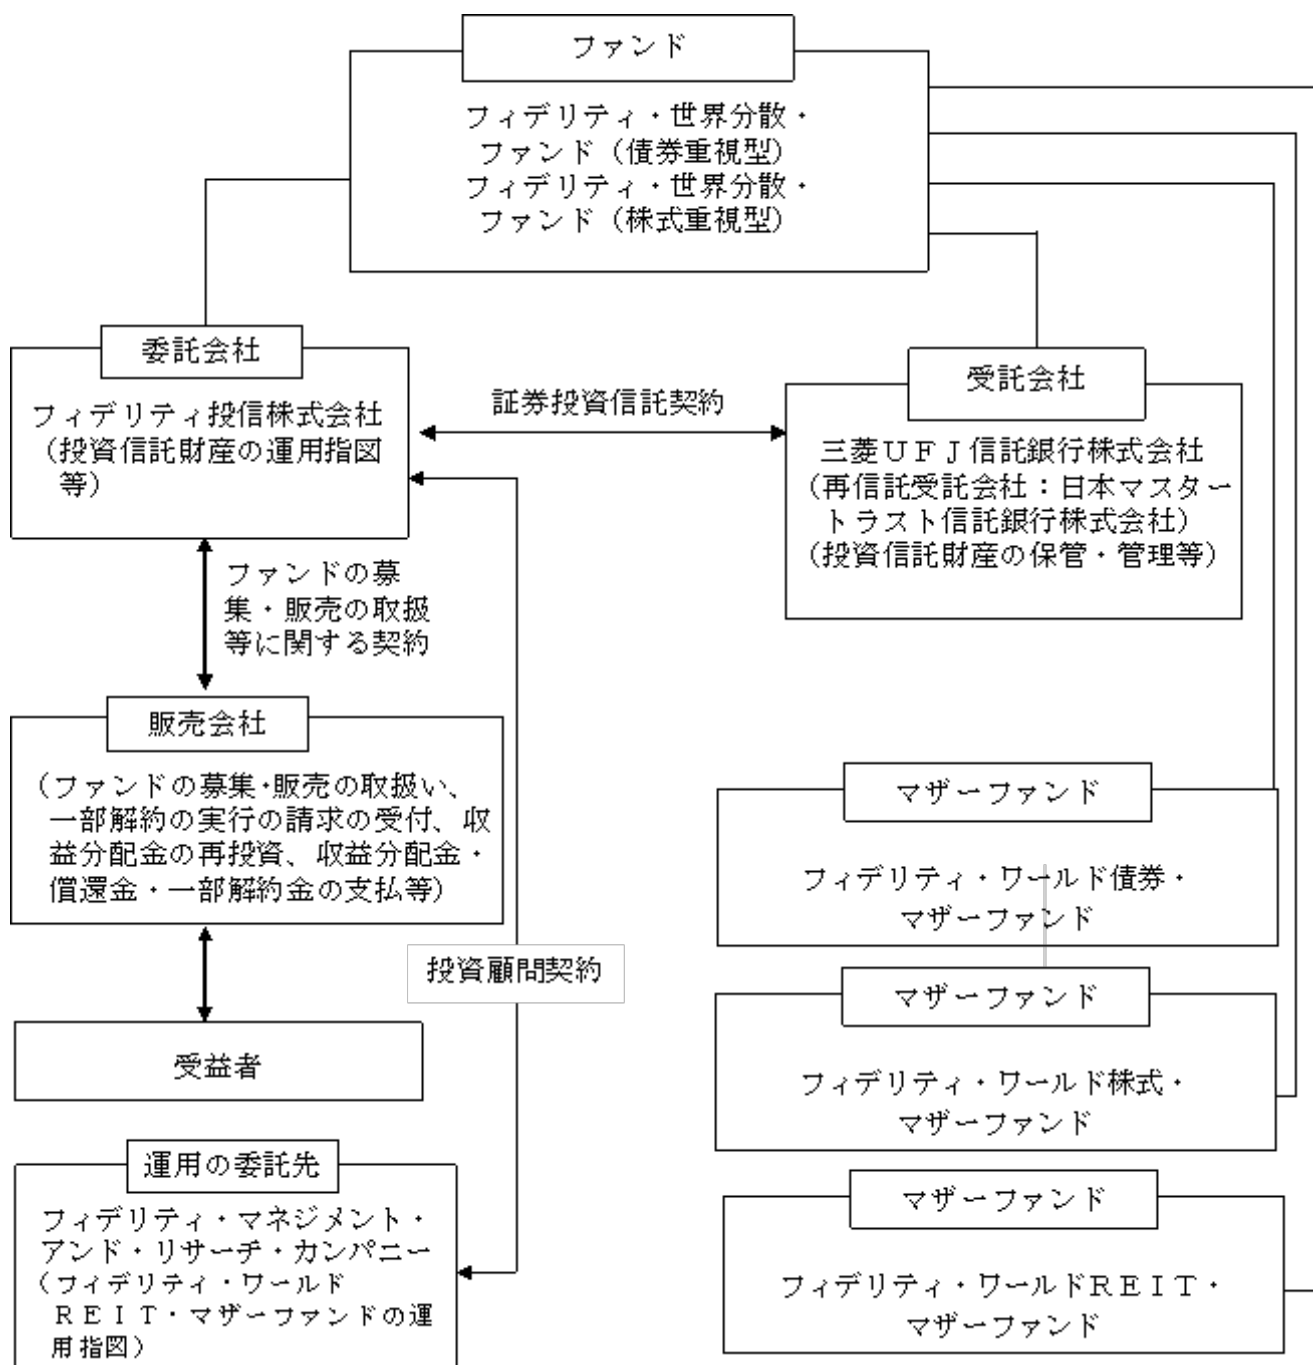 ファンド
フィデリティ・世界分散・
ファンド（債券重視型）
フィデリティ・世界分散・
ファンド（株式重視型）
委託会社
フィデリティ投信株式会社
（投資信託財産の運用指図
等）
証券投資信託契約
受託会社
三菱ＵＦＪ信託銀行株式会社
（再信託受託会社：日本マスター
トラスト信託銀行株式会社）
（投資信託財産の保管・管理等）
ファンドの募
集・販売の取扱
等に関する契約
販売会社
（ファンドの募集・販売の取扱い、
一部解約の実行の請求の受付、収
益分配金の再投資、収益分配金・
償還金・一部解約金の支払等）
投資顧問契約
受益者
運用の委託先
フィデリティ・マネジメント・
アンド・リサーチ・カンパニー
（フィデリティ・ワールド
ＲＥＩＴ・マザーファンドの運
用指図）
マザーファンド
フィデリティ・ワールド債券・
マザーファンド
マザーファンド
フィデリティ・ワールド株式・
マザーファンド
マザーファンド
フィデリティ・ワールドＲＥＩＴ・
マザーファンド